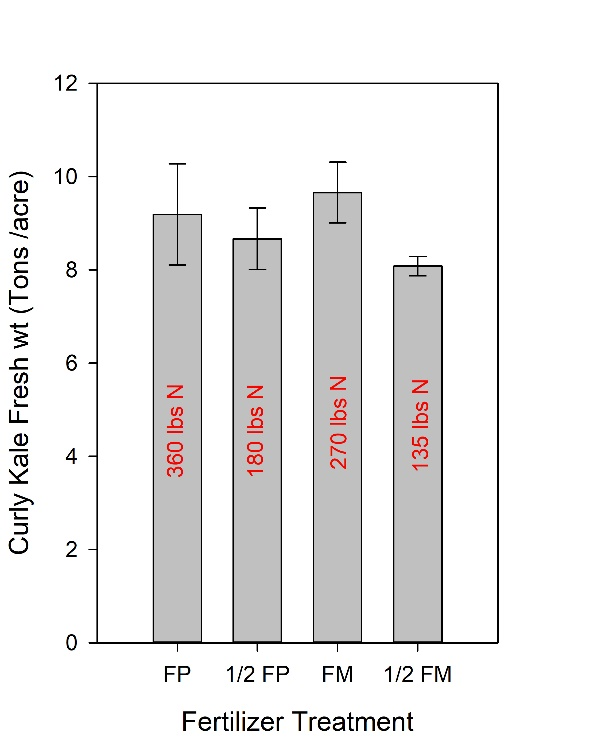 Curly Kale Fresh wt (Tons /acre)
12
10
8
6
4
2
0
360 lbs N
180 lbs N
270 lbs N
135 lbs N
FP
1/2 FP
FM
1/2 FM
Fertilizer Treatment